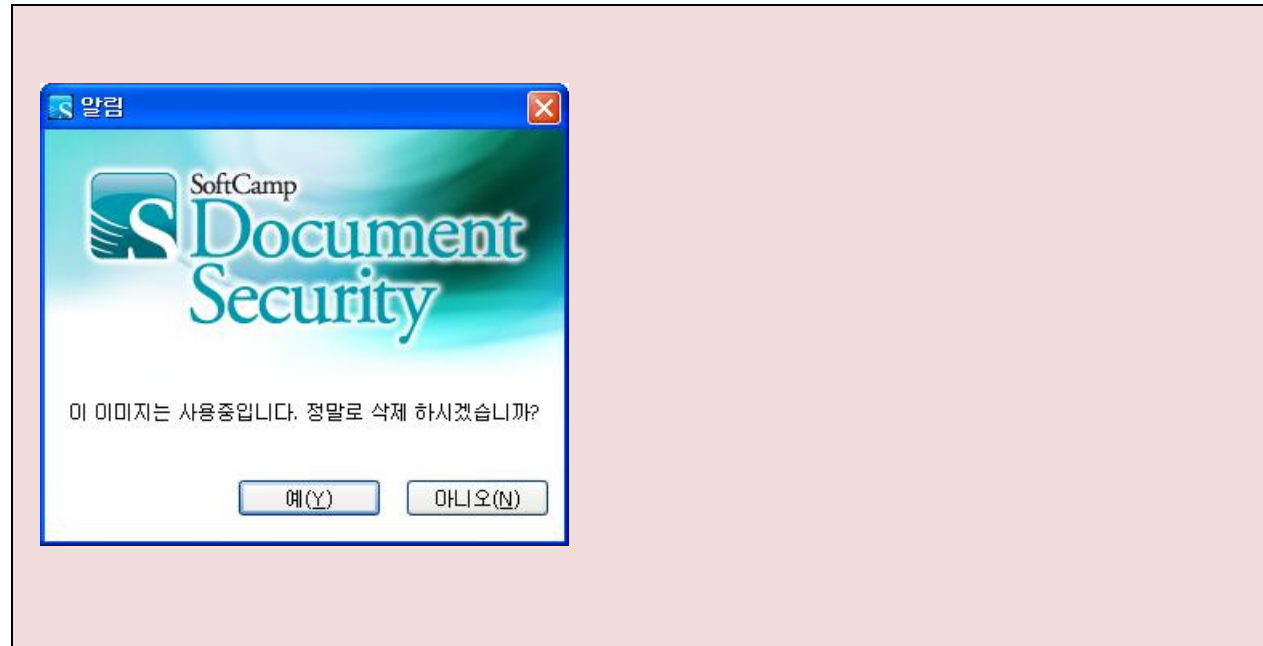 알림
SoftCamp
Document
Security
이 이미지는 사용중입니다. 정말로 삭제 하시겠습니까?
예(Y) 아니오(N)